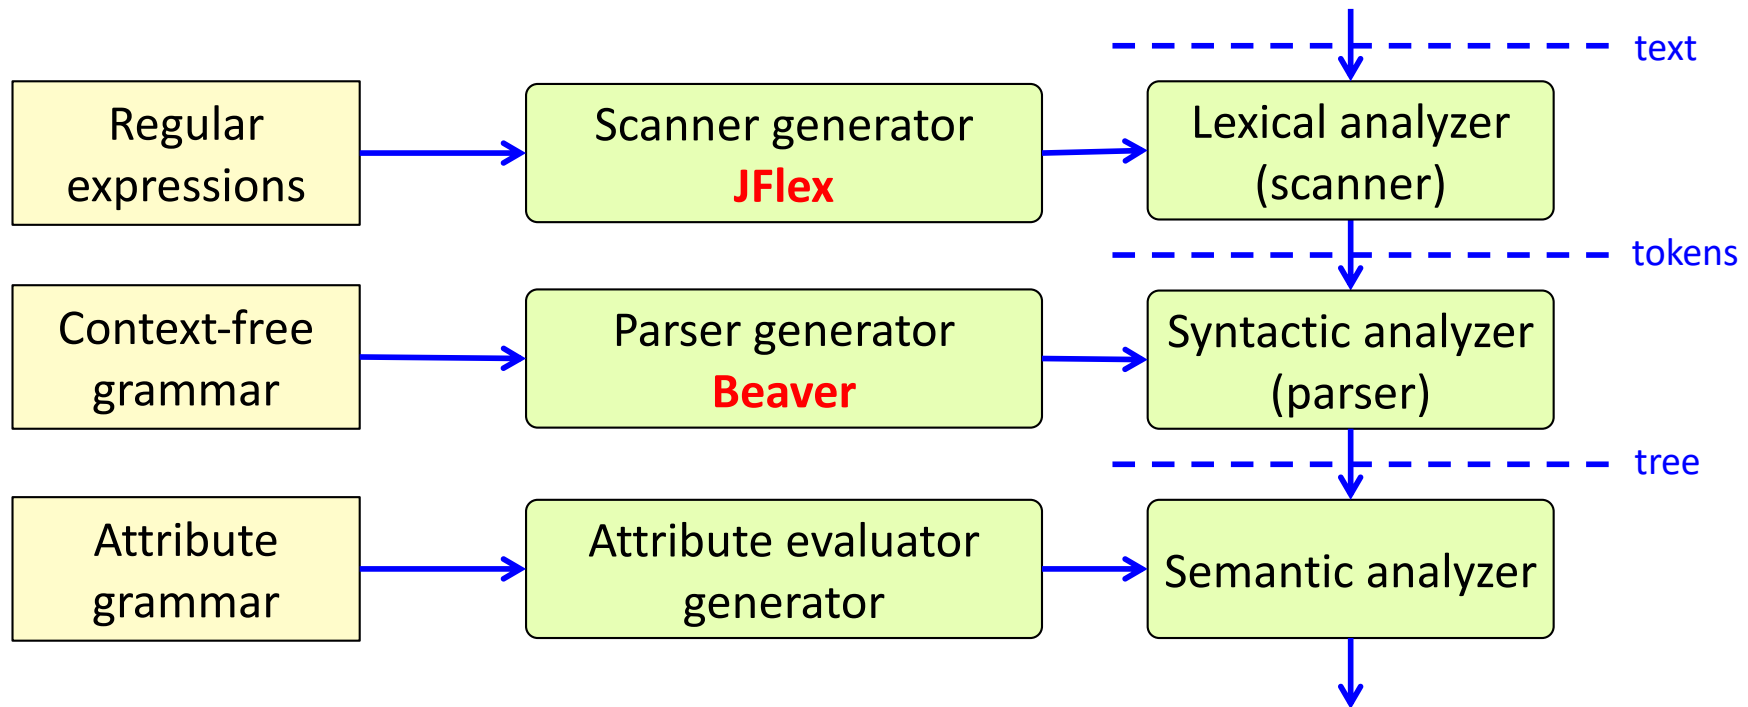 text
Regular
expressions
Scanner generator
JFlex
Lexical analyzer
(scanner)
tokens
Context-free
grammar
Parser generator
Beaver
Syntactic analyzer
(parser)
tree
Attribute
grammar
Attribute evaluator
generator
Semantic analyzer